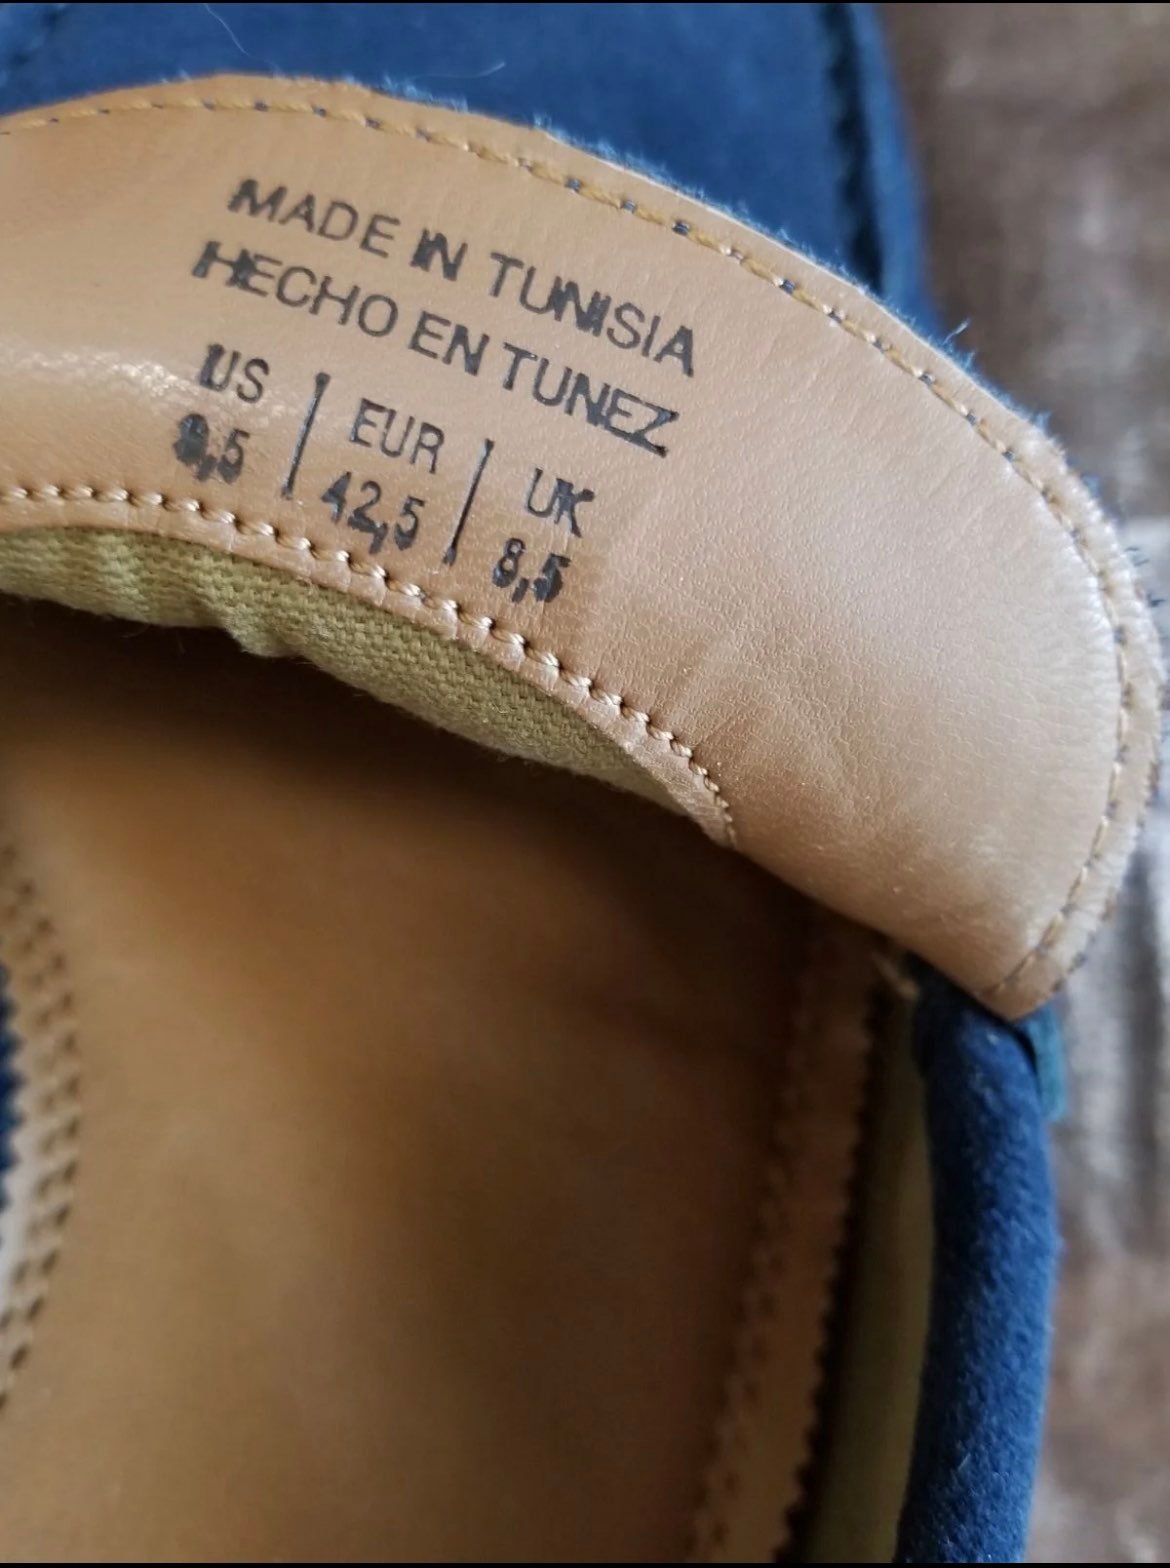 MADE IN TUNISIA
HECHO EN TUNEZ
US | EUR | UK
42,5 | 8,5